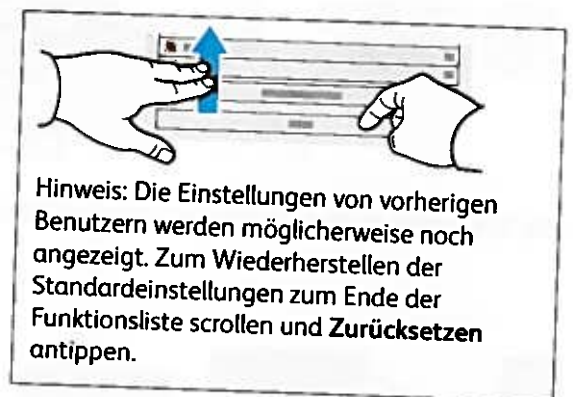 Hinweis: Die Einstellungen von vorherigen
Benutzern werden möglicherweise noch
angezeigt. Zum Wiederherstellen der
Standardeinstellungen zum Ende der
Funktionsliste scrollen und Zurücksetzen
antippen.